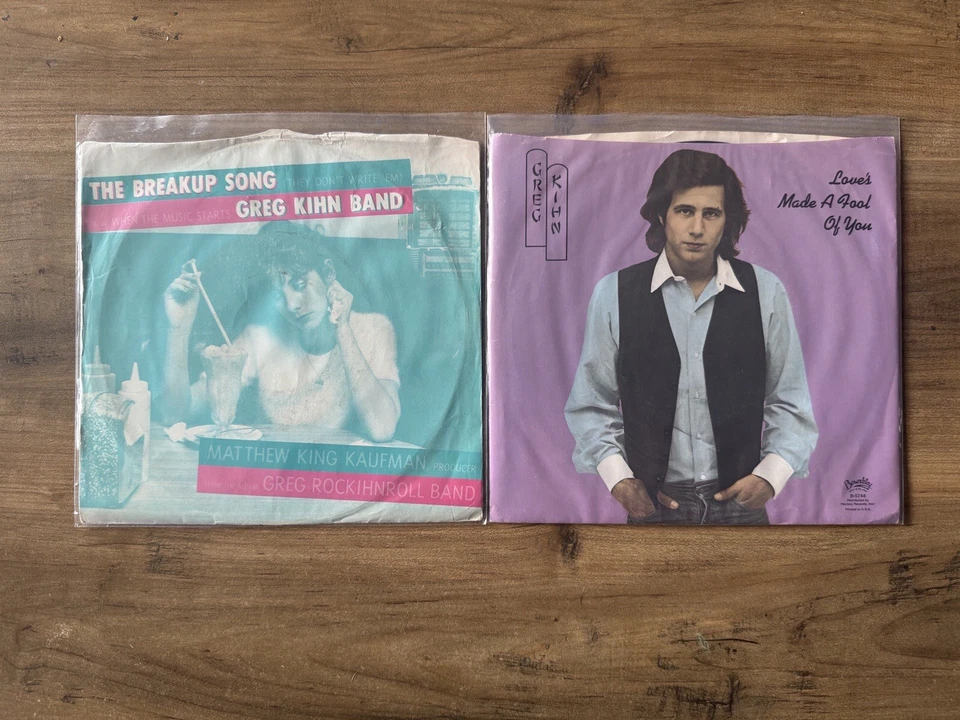 THE BREAKUP SONG (THEY DON'T WRITE 'EM)
WHEN THE MUSIC STARTS GREG KIHN BAND
MATTHEW KING KAUFMAN, PRODUCER
GREG ROCKIHNROLL BAND
GREG
KIHN
Love's
Made A Fool
Of You
Beserkley